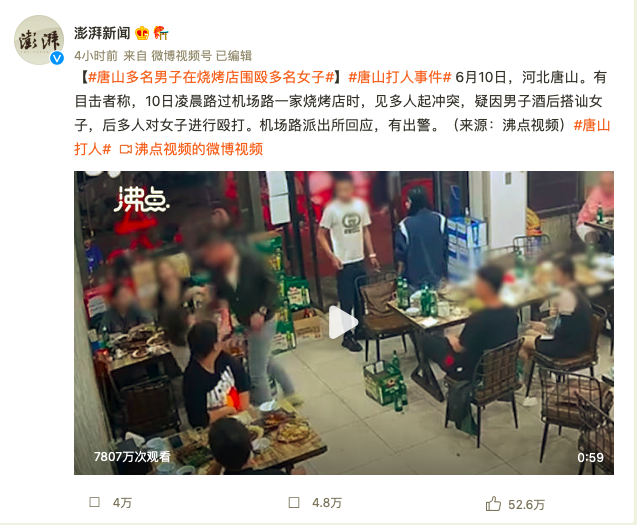 澎湃
澎湃新闻
4小时前 来自 微博视频号 已编辑
【#唐山多名男子在烧烤店围殴多名女子#】#唐山打人事件# 6月10日，河北唐山。有
目击者称，10日凌晨路过机场路一家烧烤店时，见多人起冲突，疑因男子酒后搭讪女
子，后多人对女子进行殴打。机场路派出所回应，有出警。（来源：沸点视频）#唐山
打人# 沸点视频的微博视频
沸点
7807万次观看
0:59
4万
4.8万
52.6万